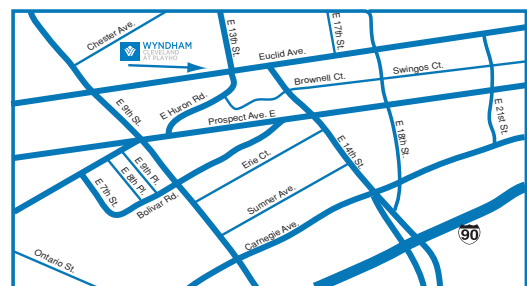 Chester Ave.
E 13th St.
E 17th St.
WYNDHAM
CLEVELAND
AT PLAYHO
Euclid Ave.
Brownell Ct.
Swingos Ct.
E 9th St.
E Huron Rd.
Prospect Ave. E
E 14th St.
E 18th St.
E 21st St.
E 9th Pl.
E 8th Pl.
E 7th St.
Erie Ct.
Bolivar Rd.
Sumner Ave.
Carnegie Ave.
90
Ontario St.